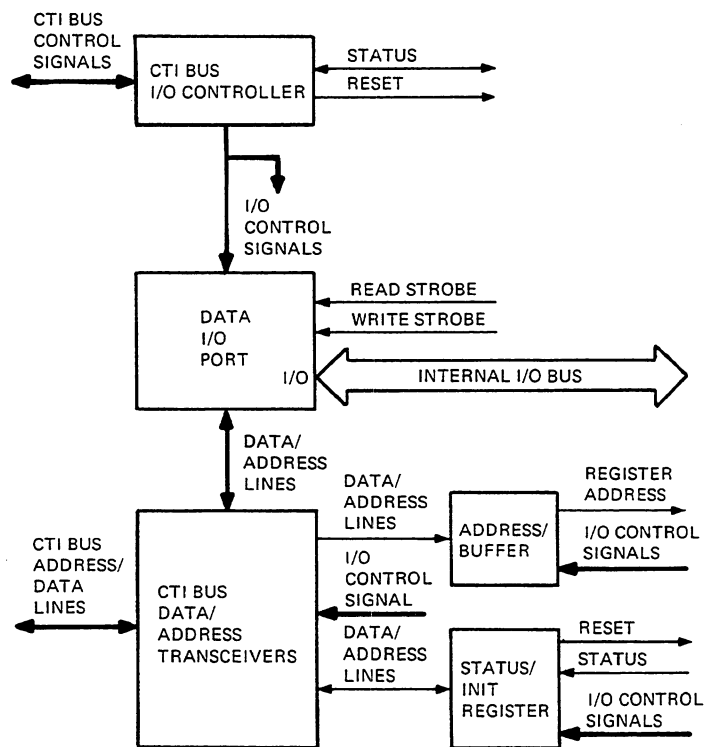 CTI BUS
CONTROL
SIGNALS
CTI BUS
I/O CONTROLLER
STATUS
RESET
I/O
CONTROL
SIGNALS
DATA
I/O
PORT
I/O
READ STROBE
WRITE STROBE
INTERNAL I/O BUS
DATA/
ADDRESS
LINES
DATA/
ADDRESS
LINES
ADDRESS/
BUFFER
REGISTER
ADDRESS
I/O CONTROL
SIGNALS
CTI BUS
ADDRESS/
DATA
LINES
CTI BUS
DATA/
ADDRESS
TRANSCEIVERS
I/O
CONTROL
SIGNAL
DATA/
ADDRESS
LINES
STATUS/
INIT
REGISTER
RESET
STATUS
I/O CONTROL
SIGNALS